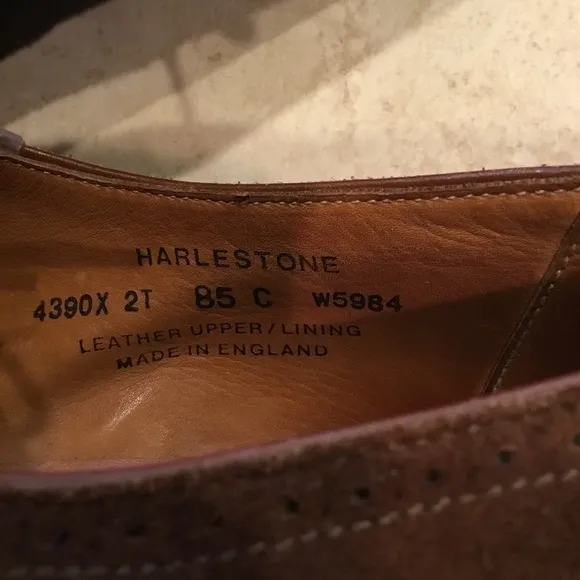 HARLESTONE
4390X 2T 85 C W5984
LEATHER UPPER/LINING
MADE IN ENGLAND